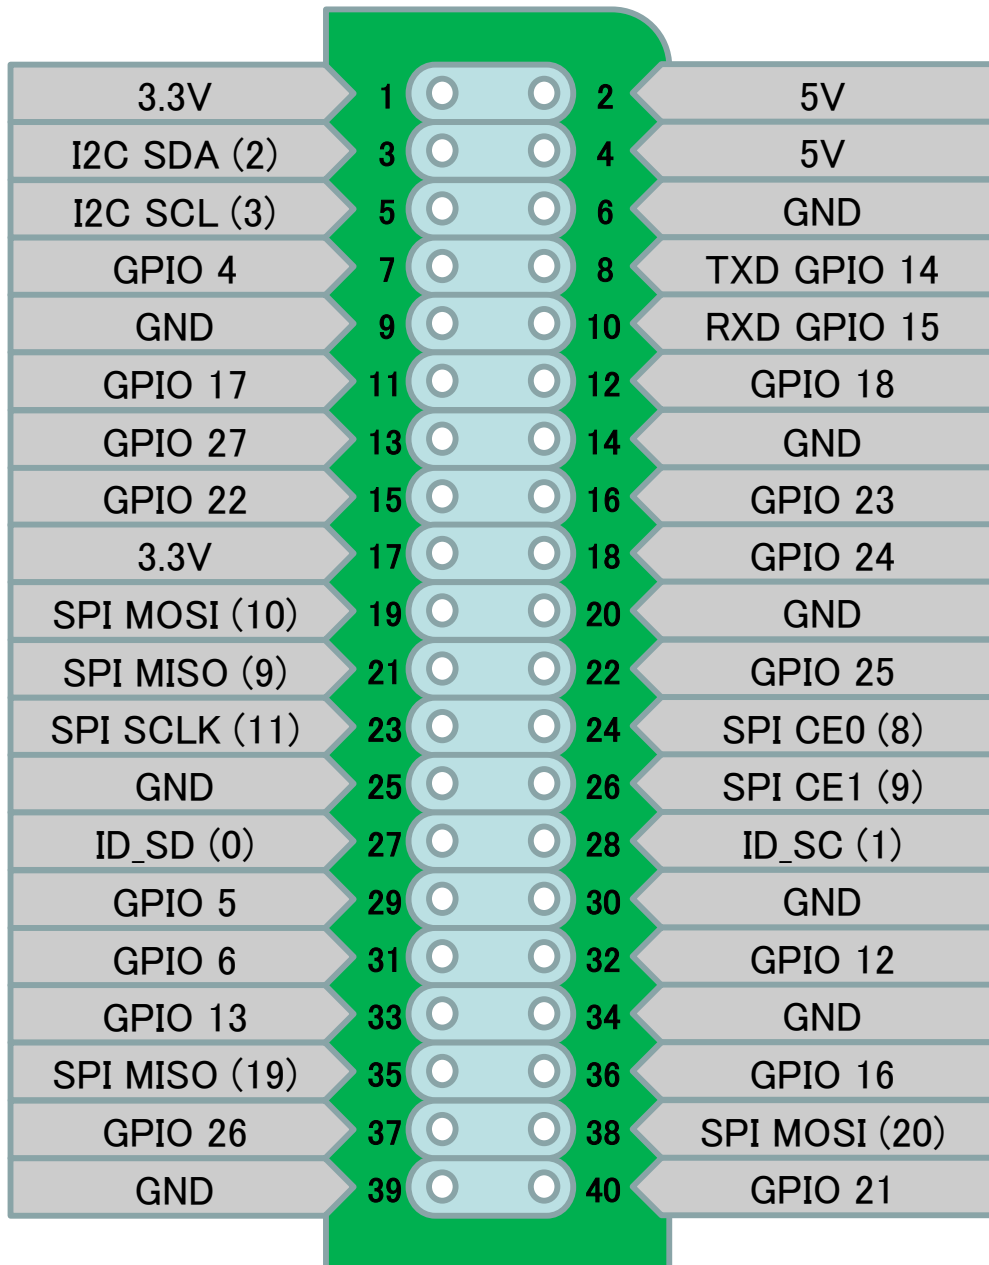 3.3V 1 2 5V
I2C SDA (2) 3 4 5V
I2C SCL (3) 5 6 GND
GPIO 4 7 8 TXD GPIO 14
GND 9 10 RXD GPIO 15
GPIO 17 11 12 GPIO 18
GPIO 27 13 14 GND
GPIO 22 15 16 GPIO 23
3.3V 17 18 GPIO 24
SPI MOSI (10) 19 20 GND
SPI MISO (9) 21 22 GPIO 25
SPI SCLK (11) 23 24 SPI CE0 (8)
GND 25 26 SPI CE1 (9)
ID_SD (0) 27 28 ID_SC (1)
GPIO 5 29 30 GND
GPIO 6 31 32 GPIO 12
GPIO 13 33 34 GND
SPI MISO (19) 35 36 GPIO 16
GPIO 26 37 38 SPI MOSI (20)
GND 39 40 GPIO 21